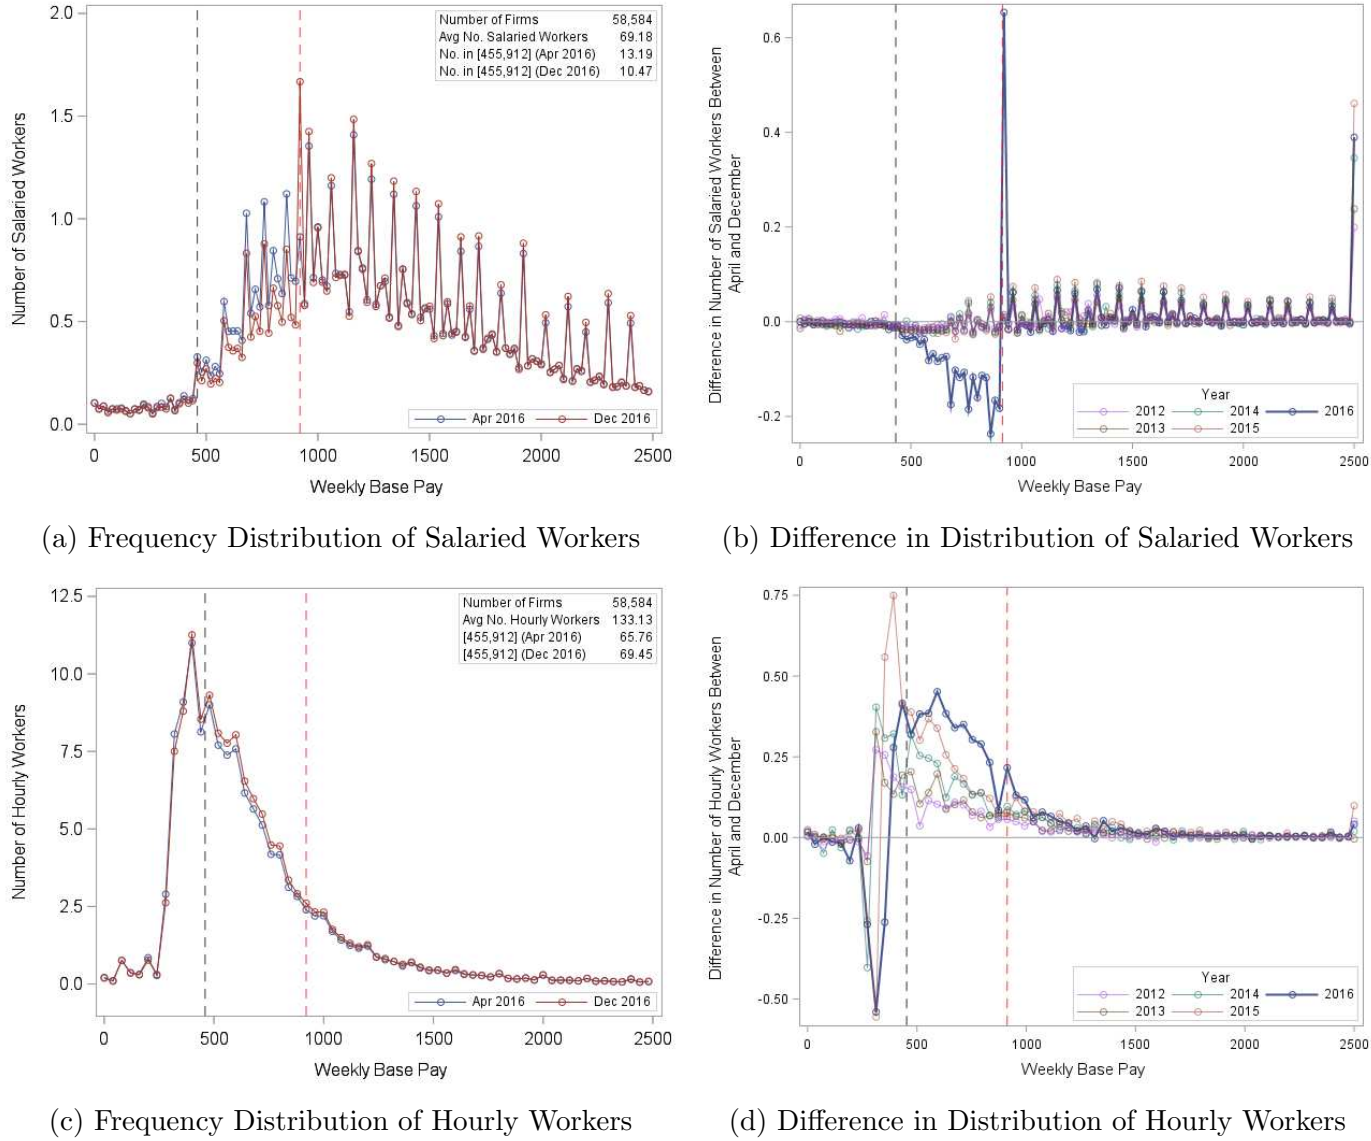 Number of Firms 58,584
Avg No. Salaried Workers 69.18
No. in [455,912] (Apr 2016) 13.19
No. in [455,912] (Dec 2016) 10.47
2.0
1.5
1.0
0.5
0.0
Number of Salaried Workers
Apr 2016 Dec 2016
0 500 1000 1500 2000 2500
Weekly Base Pay
(a) Frequency Distribution of Salaried Workers
0.6
0.4
0.2
0.0
-0.2
Difference in Number of Salaried Workers Between
April and December
Year
2012 2014 2016
2013 2015
0 500 1000 1500 2000 2500
Weekly Base Pay
(b) Difference in Distribution of Salaried Workers
Number of Firms 58,584
Avg No. Hourly Workers 133.13
[455,912] (Apr 2016) 65.76
[455,912] (Dec 2016) 69.45
12.5
10.0
7.5
5.0
2.5
0.0
Number of Hourly Workers
Apr 2016 Dec 2016
0 500 1000 1500 2000 2500
Weekly Base Pay
(c) Frequency Distribution of Hourly Workers
0.75
0.50
0.25
0.00
-0.25
-0.50
Difference in Number of Hourly Workers Between
April and December
Year
2012 2014 2016
2013 2015
0 500 1000 1500 2000 2500
Weekly Base Pay
(d) Difference in Distribution of Hourly Workers